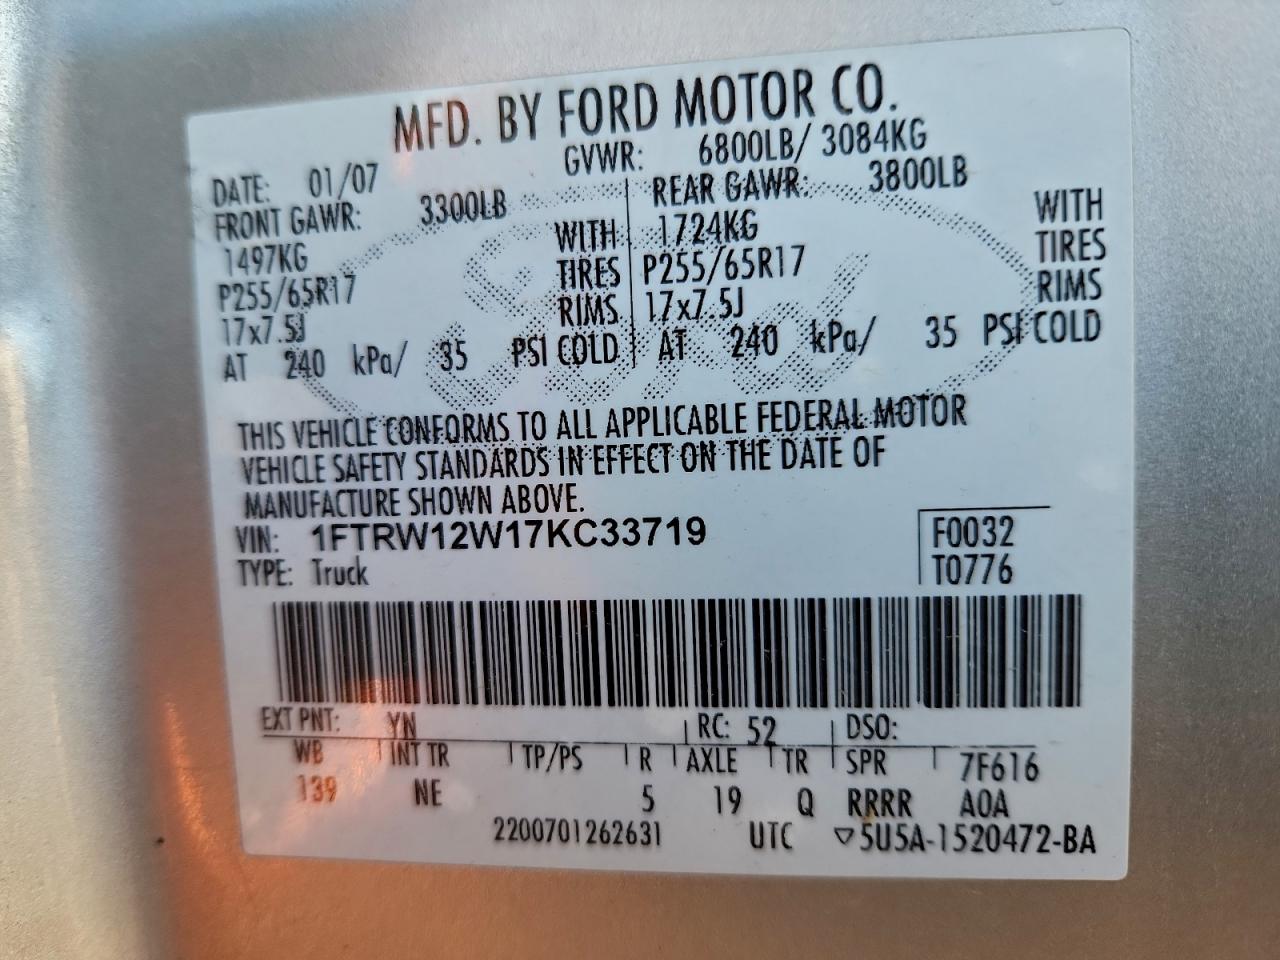 MFD. BY FORD MOTOR CO.
DATE: 01/07 GVWR: 6800LB/ 3084KG
FRONT GAWR: 3300LB REAR GAWR: 3800LB
1497KG WITH 1724KG WITH
P255/65R17 TIRES P255/65R17 TIRES
17x7.5J RIMS 17x7.5J RIMS
AT 240 kPa/ 35 PSI COLD AT 240 kPa/ 35 PSI COLD
Ford
THIS VEHICLE CONFORMS TO ALL APPLICABLE FEDERAL MOTOR
VEHICLE SAFETY STANDARDS IN EFFECT ON THE DATE OF
MANUFACTURE SHOWN ABOVE.
VIN: 1FTRW12W17KC33719 F0032
TYPE: Truck T0776
EXT PNT: YN RC: 52 DSO:
WB INT TR TP/PS R AXLE TR SPR 7F616
139 NE 5 19 Q RRRR A0A
2200701262631 UTC ▽5U5A-1520472-BA